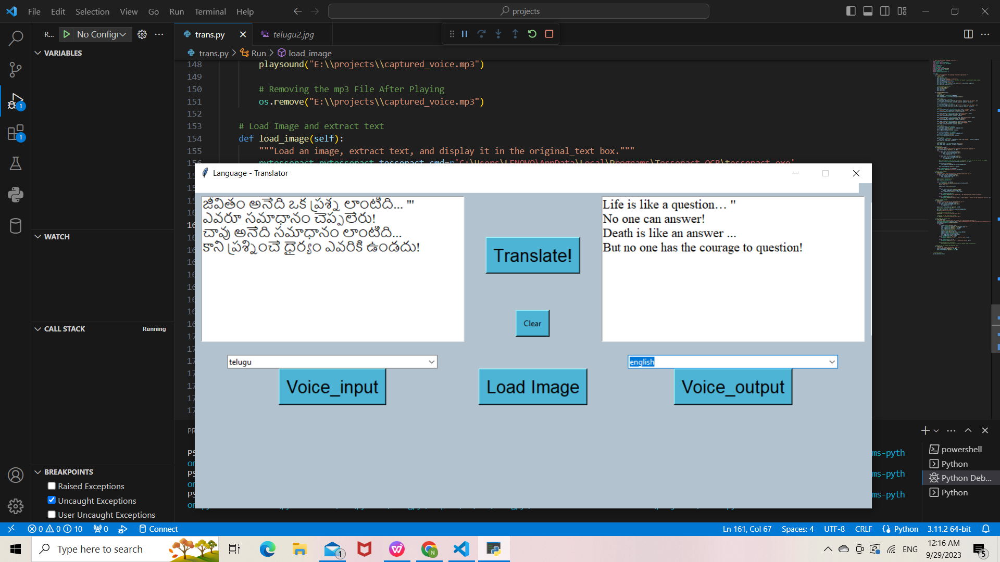 File Edit Selection View Go Run Terminal Help
projects
R... No Config
trans.py
telugu2.jpg
VARIABLES
trans.py > Run > load_image
148 playsound("E:\\projects\\captured_voice.mp3")
149
150 # Removing the mp3 File After Playing
151 os.remove("E:\\projects\\captured_voice.mp3")
152
153 # Load Image and extract text
154 def load_image(self):
155 """Load an image, extract text, and display it in the original_text box."""
Language - Translator
జీవితం అనేది ఒక ప్రశ్న లాంటిది... "'
ఎవరూ సమాధానం చెప్పలేరు!
చావు అనేది సమాధానం లాంటిది...
కాని ప్రశ్నించే ధైర్యం ఎవరికి ఉండదు!
Translate!
Clear
Life is like a question… "
No one can answer!
Death is like an answer ...
But no one has the courage to question!
telugu
english
Voice_input
Load Image
Voice_output
WATCH
CALL STACK
Running
BREAKPOINTS
Raised Exceptions
Uncaught Exceptions
User Uncaught Exceptions
ms-pyth
ms-pyth
ms-pyth
powershell
Python
Python Deb...
Python
0 0 10 0 Connect
Ln 161, Col 67 Spaces: 4 UTF-8 CRLF Python 3.11.2 64-bit
Type here to search
ENG
12:16 AM
9/29/2023